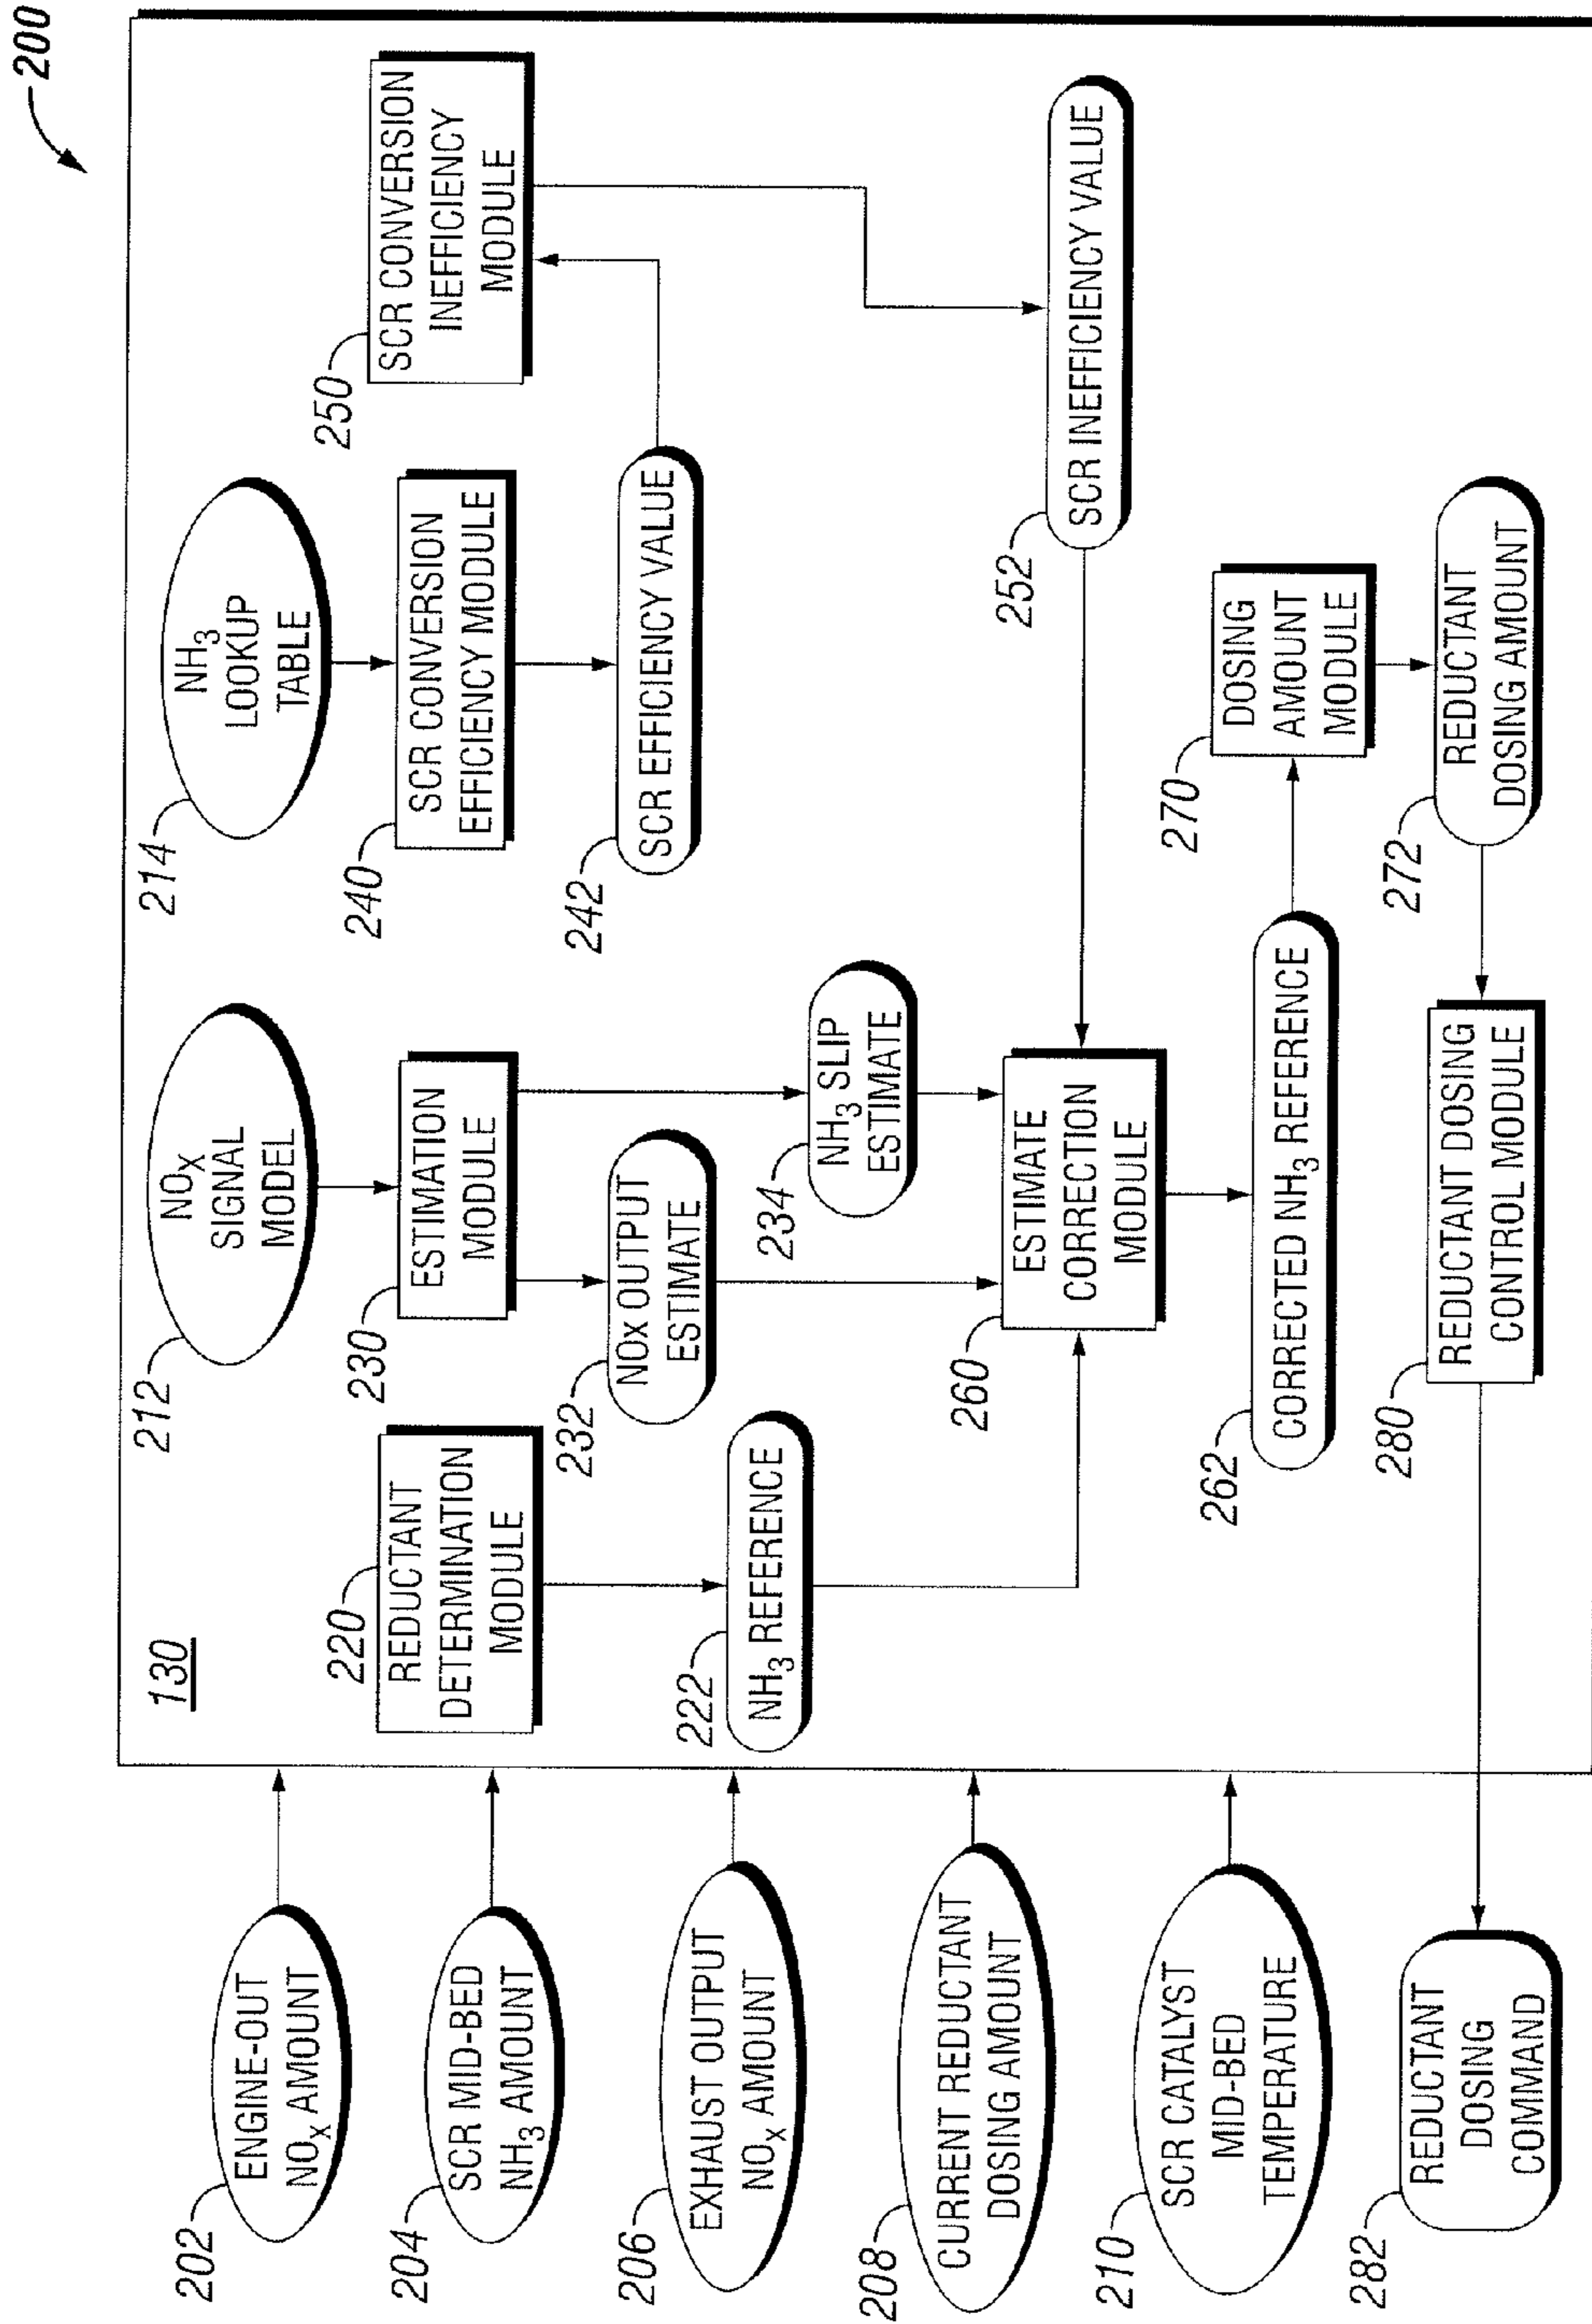 200
130
202
ENGINE-OUT
NOX AMOUNT
204
SCR MID-BED
NH3 AMOUNT
206
EXHAUST OUTPUT
NOX AMOUNT
208
CURRENT REDUCTANT
DOSING AMOUNT
210
SCR CATALYST
MID-BED
TEMPERATURE
282
REDUCTANT
DOSING
COMMAND
212
NOX
SIGNAL
MODEL
214
NH3
LOOKUP
TABLE
220
REDUCTANT
DETERMINATION
MODULE
230
ESTIMATION
MODULE
240
SCR CONVERSION
EFFICIENCY MODULE
250
SCR CONVERSION
INEFFICIENCY
MODULE
222
NH3 REFERENCE
232
NOx OUTPUT
ESTIMATE
234
NH3 SLIP
ESTIMATE
242
SCR EFFICIENCY VALUE
252
SCR INEFFICIENCY VALUE
260
ESTIMATE
CORRECTION
MODULE
262
CORRECTED NH3 REFERENCE
270
DOSING
AMOUNT
MODULE
272
REDUCTANT
DOSING AMOUNT
280
REDUCTANT DOSING
CONTROL MODULE